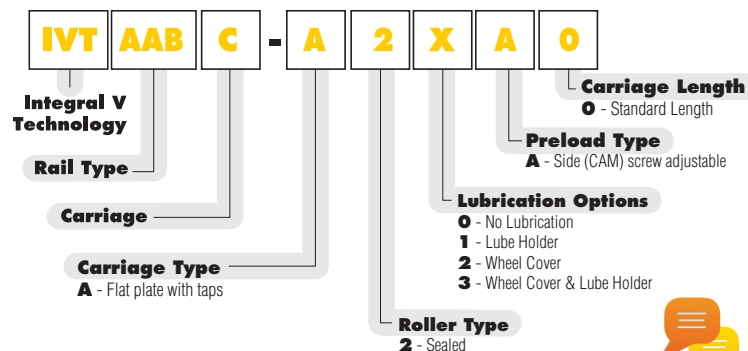 IVT AAB C - A 2 X A 0
Integral V
Technology
Rail Type
Carriage
Carriage Type
A - Flat plate with taps
Roller Type
2 - Sealed
Lubrication Options
0 - No Lubrication
1 - Lube Holder
2 - Wheel Cover
3 - Wheel Cover & Lube Holder
Preload Type
A - Side (CAM) screw adjustable
Carriage Length
0 - Standard Length